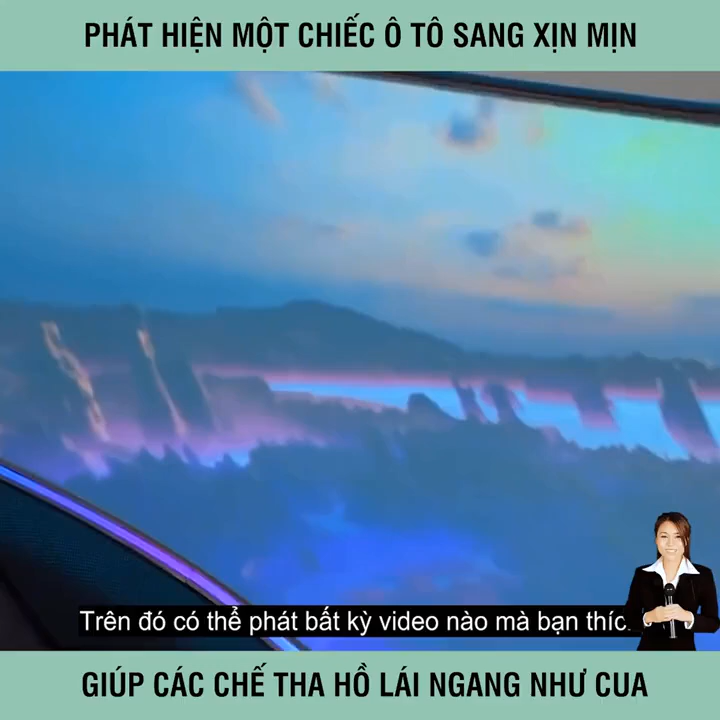 PHÁT HIỆN MỘT CHIẾC Ô TÔ SANG XỊN MỊN
Trên đó có thể phát bất kỳ video nào mà bạn
GIÚP CÁC CHẾ THA HỒ LÁI NGANG NHƯ CUA